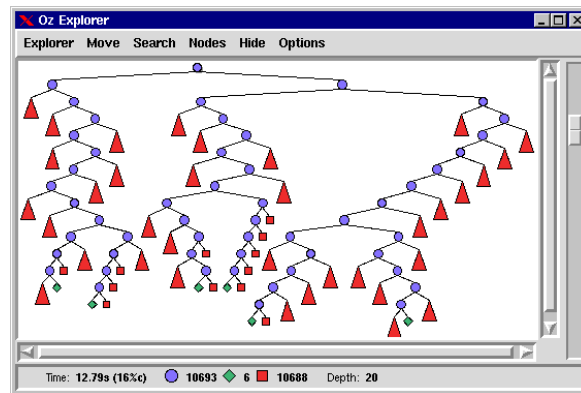 Oz Explorer
Explorer Move Search Nodes Hide Options
Time: 12.79s (16%c) 10693 6 10688 Depth: 20